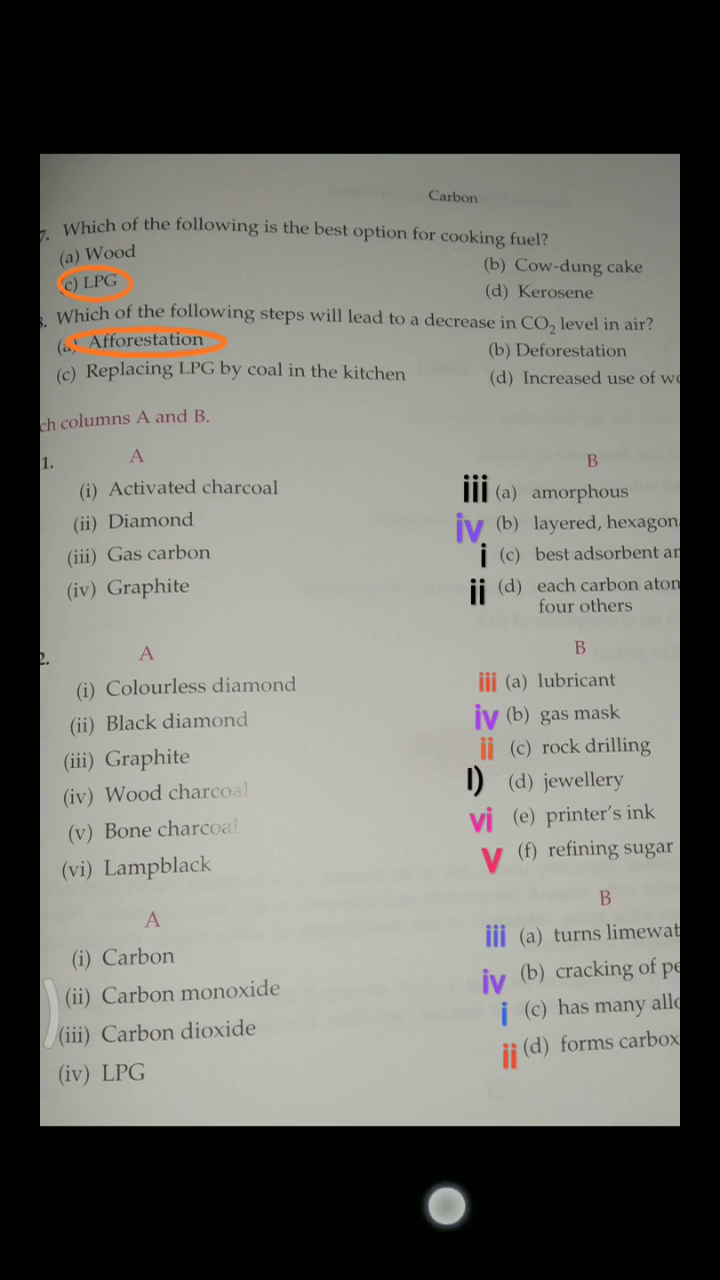 Carbon
7. Which of the following is the best option for cooking fuel?
(a) Wood (b) Cow-dung cake
(c) LPG (d) Kerosene
8. Which of the following steps will lead to a decrease in CO₂ level in air?
(a) Afforestation (b) Deforestation
(c) Replacing LPG by coal in the kitchen (d) Increased use of
ch columns A and B.
1. A B
(i) Activated charcoal iii (a) amorphous
(ii) Diamond iv (b) layered, hexagon
(iii) Gas carbon i (c) best adsorbent
(iv) Graphite ii (d) each carbon atom
four others
2. A B
(i) Colourless diamond iii (a) lubricant
(ii) Black diamond iv (b) gas mask
(iii) Graphite ii (c) rock drilling
(iv) Wood charcoal I) (d) jewellery
(v) Bone charcoal vi (e) printer's ink
(vi) Lampblack V (f) refining sugar
A B
(i) Carbon iii (a) turns limewat
(ii) Carbon monoxide iv (b) cracking of pe
(iii) Carbon dioxide i (c) has many allo
(iv) LPG ii (d) forms carbox